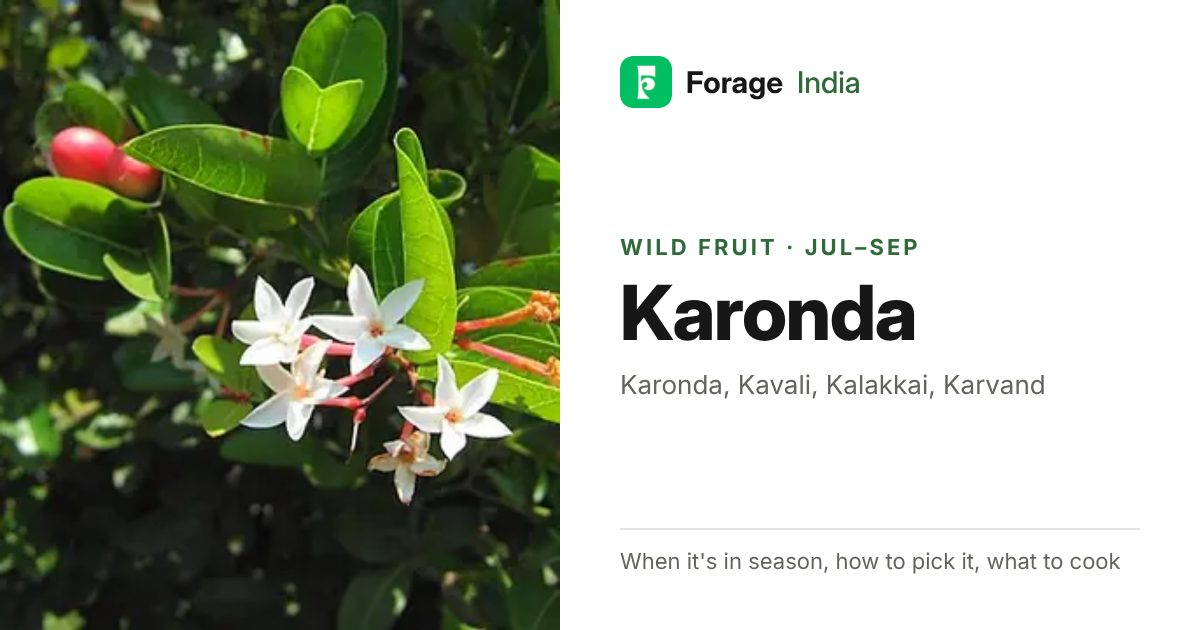 Forage India
WILD FRUIT · JUL–SEP
Karonda
Karonda, Kavali, Kalakkai, Karvand
When it's in season, how to pick it, what to cook